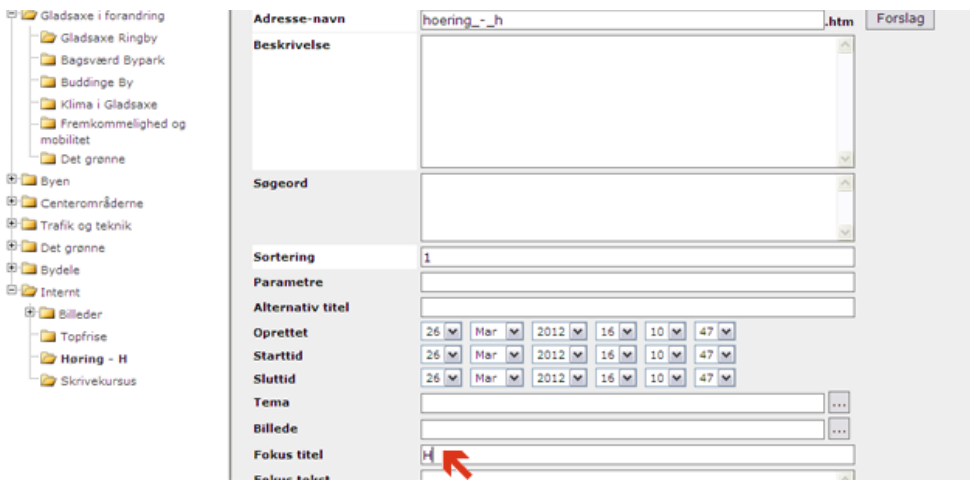 Gladsaxe i forandring
Gladsaxe Ringby
Bagsværd Bypark
Buddinge By
Klima i Gladsaxe
Fremkommelighed og
mobilitet
Det grønne
Byen
Centerområderne
Trafik og teknik
Det grønne
Bydele
Internt
Billeder
Topfrise
Høring - H
Skrivekursus
Adresse-navn hoering_-_h .htm Forslag
Beskrivelse
Søgeord
Sortering 1
Parametre
Alternativ titel
Oprettet 26 Mar 2012 16 10 47
Starttid 26 Mar 2012 16 10 47
Sluttid 26 Mar 2012 16 10 47
Tema ...
Billede ...
Fokus titel H
Fokus tekst